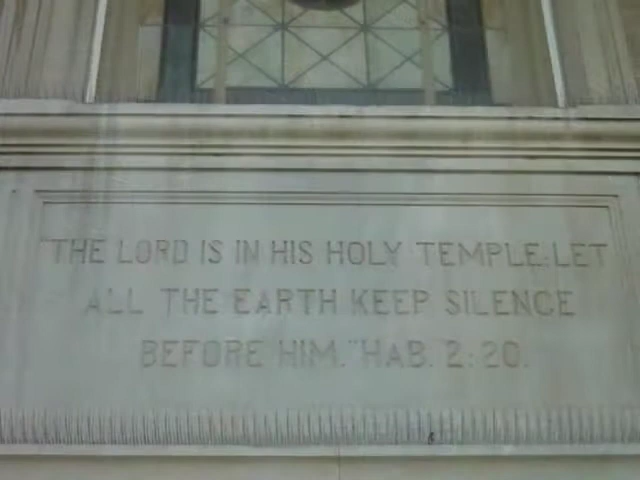 "THE LORD IS IN HIS HOLY TEMPLE:LET
ALL THE EARTH KEEP SILENCE
BEFORE HIM."HAB. 2:20.